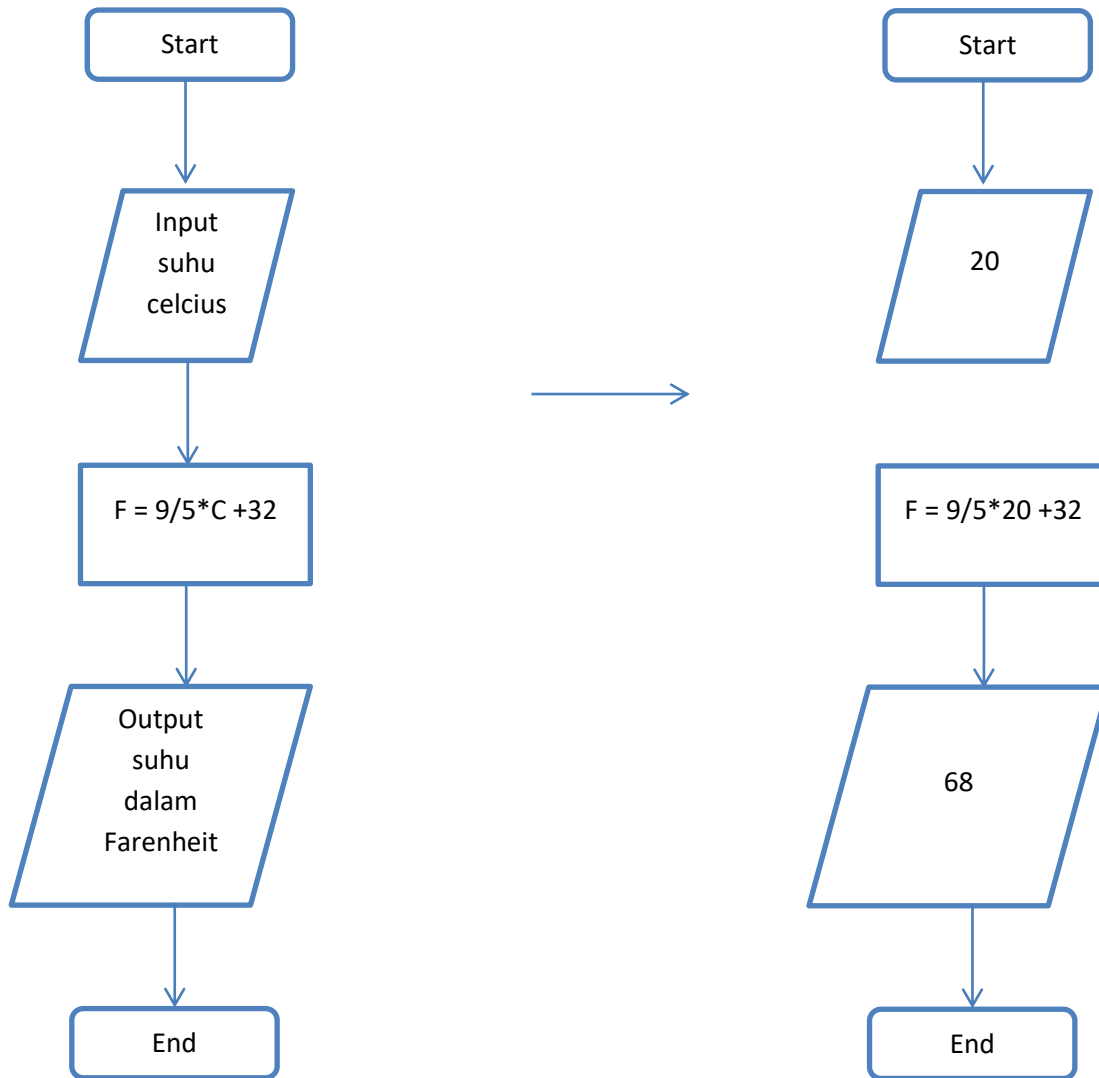 Start
Input
suhu
celcius
F = 9/5*C +32
Output
suhu
dalam
Farenheit
End
Start
20
F = 9/5*20 +32
68
End